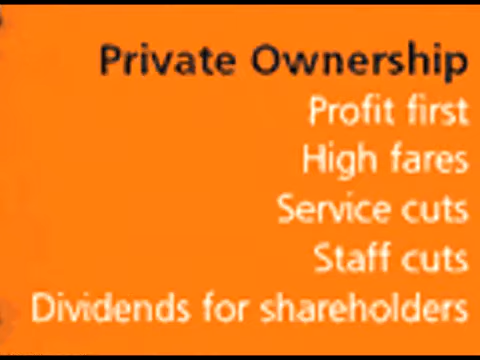 Private Ownership
Profit first
High fares
Service cuts
Staff cuts
Dividends for shareholders